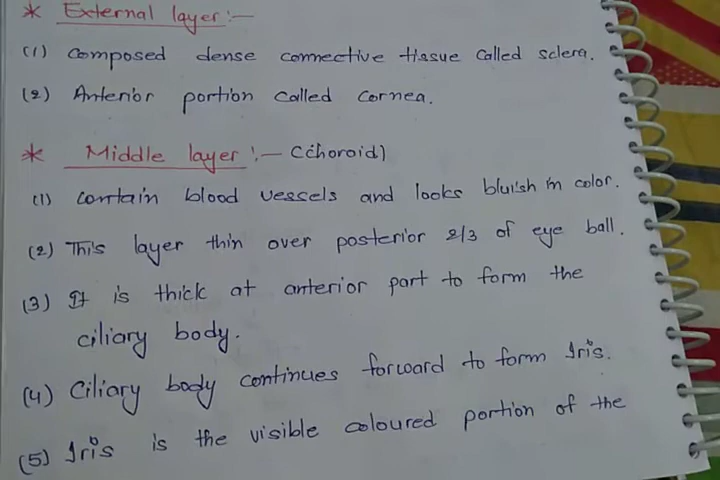 * External layer :-
(1) Composed dense connective tissue called sclera.
(2) Anterior portion called Cornea.
* Middle layer :- (choroid)
(1) contain blood vessels and looks bluish in color.
(2) This layer thin over posterior 2/3 of eye ball.
(3) It is thick at anterior part to form the
ciliary body.
(4) Ciliary body continues forward to form Iris.
(5) Iris is the visible coloured portion of the